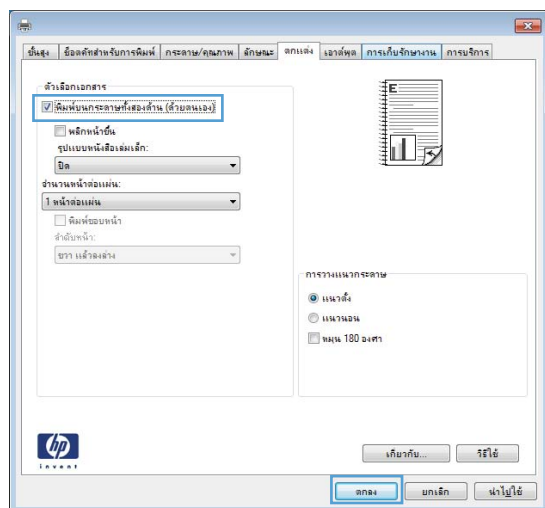 ขั้นสูง ช็อตคัทสำหรับการพิมพ์ กระดาษ/คุณภาพ ลักษณะ ตกแต่ง เอาต์พุต การเก็บรักษางาน การบริการ
ตัวเลือกเอกสาร
พิมพ์บนกระดาษทั้งสองด้าน (ด้วยตนเอง)
พลิกหน้าขึ้น
รูปแบบหนังสือเล่มเล็ก:
ปิด
จำนวนหน้าต่อแผ่น:
1 หน้าต่อแผ่น
พิมพ์ขอบหน้า
ลำดับหน้า:
ขวา แล้วลงล่าง
E
1
การวางแนวกระดาษ
แนวตั้ง
แนวนอน
หมุน 180 องศา
hp
invent
เกี่ยวกับ... วิธีใช้
ตกลง ยกเลิก นำไปใช้